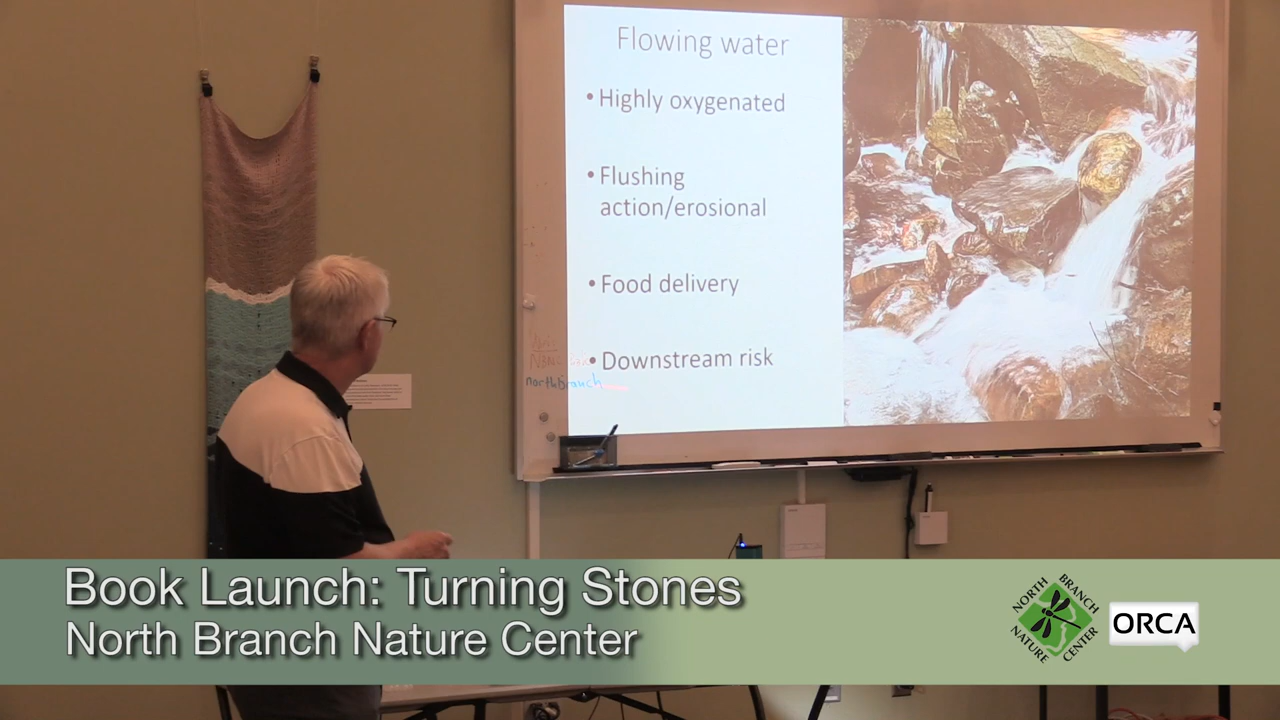 Flowing water
• Highly oxygenated
• Flushing
action/erosional
• Food delivery
• Downstream risk
northbranch
Book Launch: Turning Stones
North Branch Nature Center
NORTH BRANCH
NATURE CENTER
ORCA